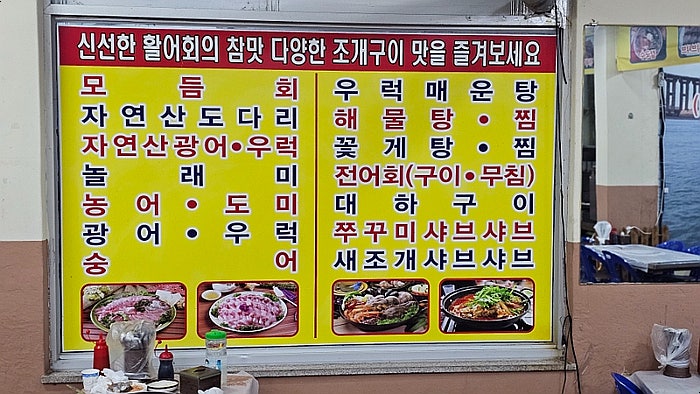 신선한 활어회의 참맛 다양한 조개구이 맛을 즐겨보세요
모듬회
자연산도다리
자연산광어•우럭
놀래미
농어•도미
광어•우럭
숭어
우럭매운탕
해물탕•찜
꽃게탕•찜
전어회(구이•무침)
대하구이
쭈꾸미샤브샤브
새조개샤브샤브